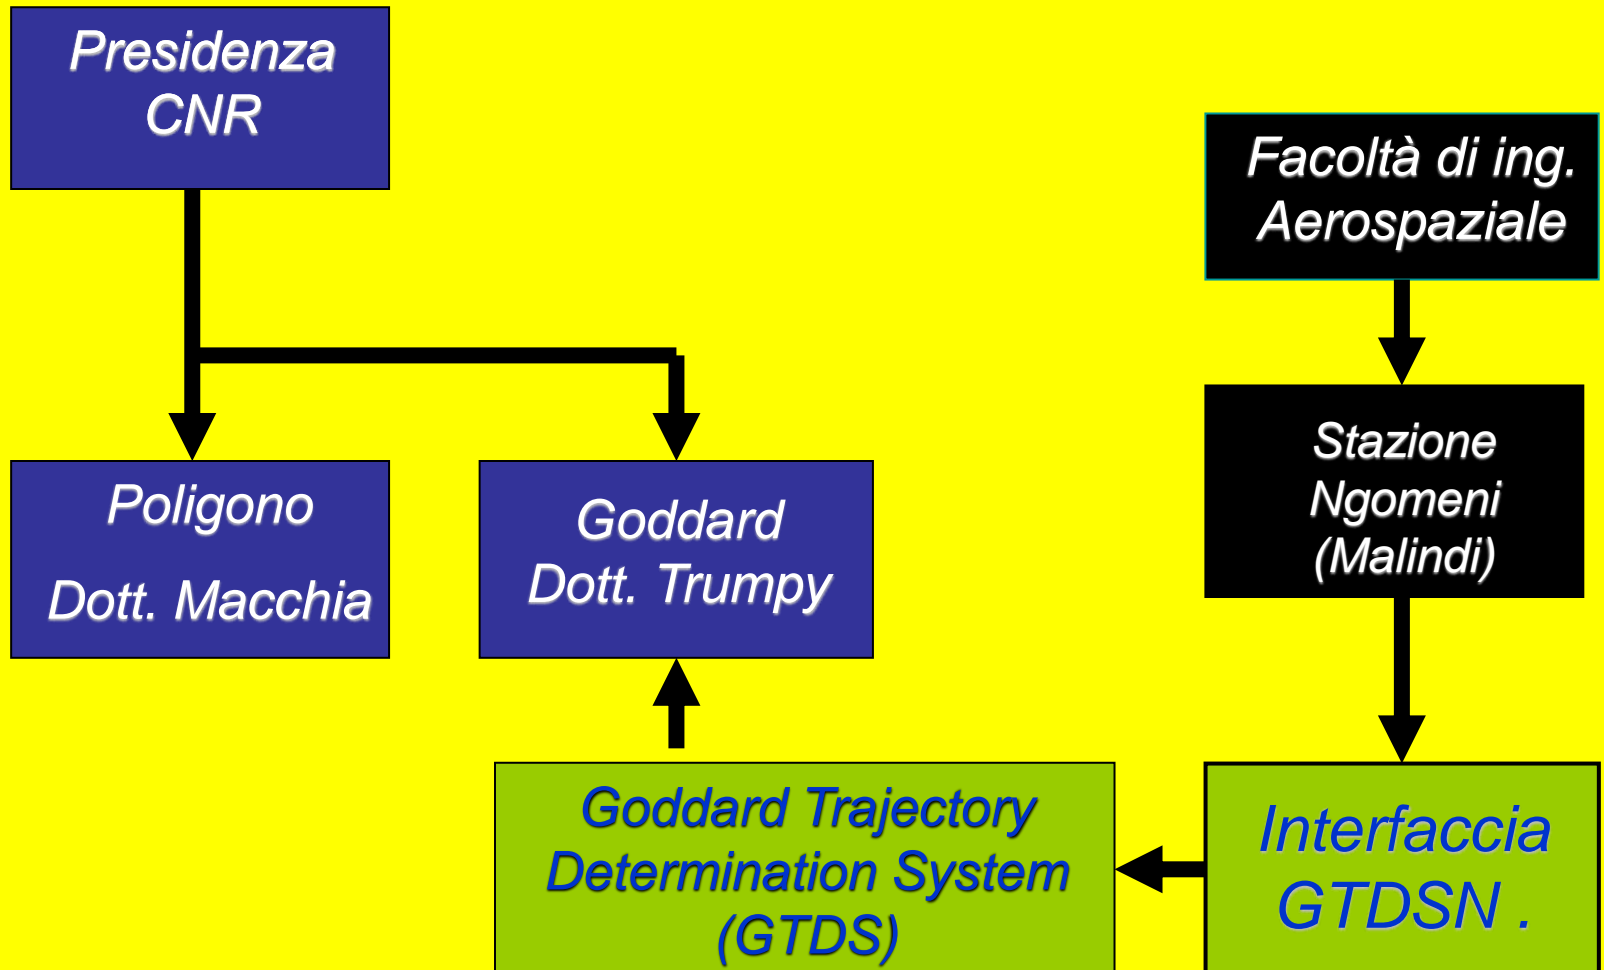 Presidenza
CNR
Facoltà di ing.
Aerospaziale
Poligono
Dott. Macchia
Goddard
Dott. Trumpy
Stazione
Ngomeni
(Malindi)
Goddard Trajectory
Determination System
(GTDS)
Interfaccia
GTDSN .